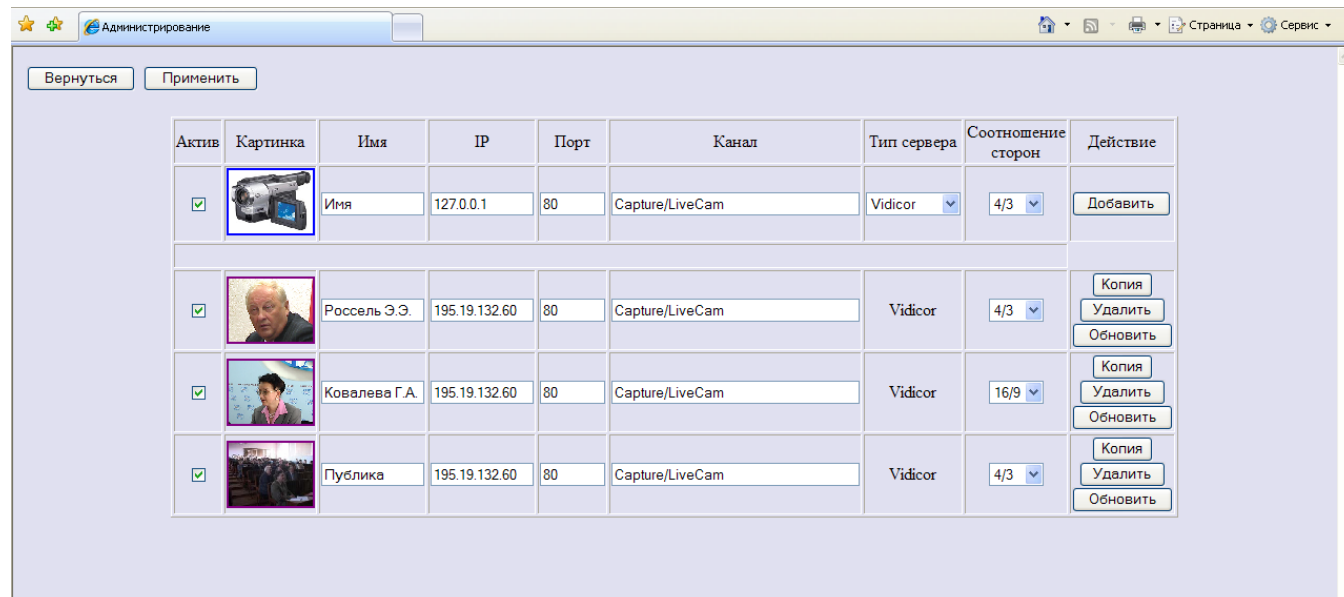 Администрирование Страница Сервис
Вернуться Применить
Актив Картинка Имя IP Порт Канал Тип сервера Соотношение сторон Действие
Имя 127.0.0.1 80 Capture/LiveCam Vidicor 4/3 Добавить
Россель Э.Э. 195.19.132.60 80 Capture/LiveCam Vidicor 4/3 Копия Удалить Обновить
Ковалева Г.А. 195.19.132.60 80 Capture/LiveCam Vidicor 16/9 Копия Удалить Обновить
Публика 195.19.132.60 80 Capture/LiveCam Vidicor 4/3 Копия Удалить Обновить